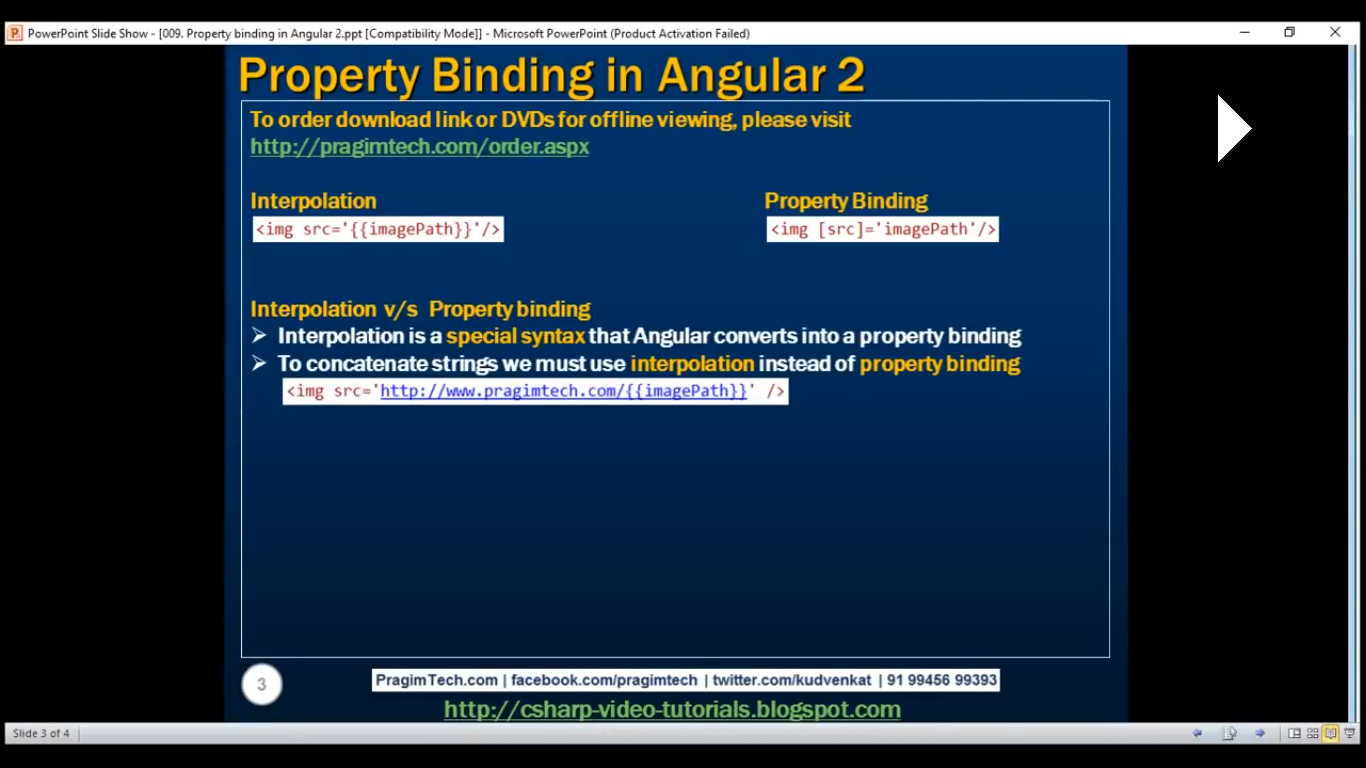 PowerPoint Slide Show - [009. Property binding in Angular 2.ppt [Compatibility Mode]] - Microsoft PowerPoint (Product Activation Failed)
Property Binding in Angular 2
To order download link or DVDs for offline viewing, please visit
http://pragimtech.com/order.aspx
Interpolation
<img src='{{imagePath}}'/>
Property Binding
<img [src]='imagePath'/>
Interpolation v/s Property binding
Interpolation is a special syntax that Angular converts into a property binding
To concatenate strings we must use interpolation instead of property binding
<img src='http://www.pragimtech.com/{{imagePath}}' />
3
PragimTech.com | facebook.com/pragimtech | twitter.com/kudvenkat | 91 99456 99393
http://csharp-video-tutorials.blogspot.com
Slide 3 of 4